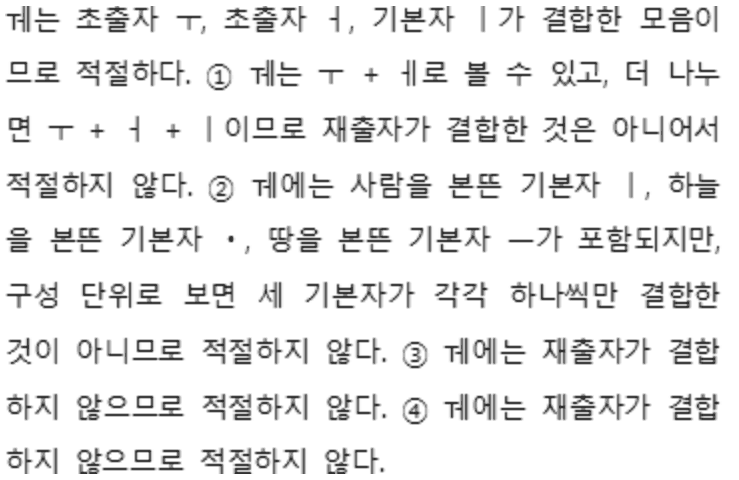 ㅞ는 초출자 ㅜ, 초출자 ㅓ, 기본자 ㅣ가 결합한 모음이
므로 적절하다. ① ㅞ는 ㅜ + ㅔ로 볼 수 있고, 더 나누
면 ㅜ + ㅓ + ㅣ이므로 재출자가 결합한 것은 아니어서
적절하지 않다. ② ㅞ에는 사람을 본뜬 기본자 ㅣ, 하늘
을 본뜬 기본자 •, 땅을 본뜬 기본자 ㅡ가 포함되지만,
구성 단위로 보면 세 기본자가 각각 하나씩만 결합한
것이 아니므로 적절하지 않다. ③ ㅞ에는 재출자가 결합
하지 않으므로 적절하지 않다. ④ ㅞ에는 재출자가 결합
하지 않으므로 적절하지 않다.